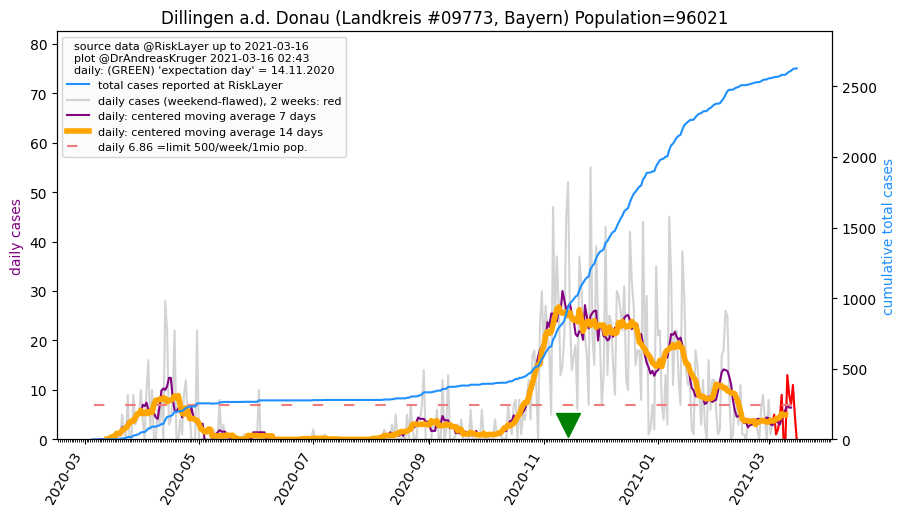 Dillingen a.d. Donau (Landkreis #09773, Bayern) Population=96021
source data @RiskLayer up to 2021-03-16
plot @DrAndreasKruger 2021-03-16 02:43
daily: (GREEN) 'expectation day' = 14.11.2020
total cases reported at RiskLayer
daily cases (weekend-flawed), 2 weeks: red
daily: centered moving average 7 days
daily: centered moving average 14 days
daily 6.86 =limit 500/week/1mio pop.
daily cases
80
70
60
50
40
30
20
10
0
2500
2000
1500
1000
500
0
cumulative total cases
2020-03
2020-05
2020-07
2020-09
2020-11
2021-01
2021-03